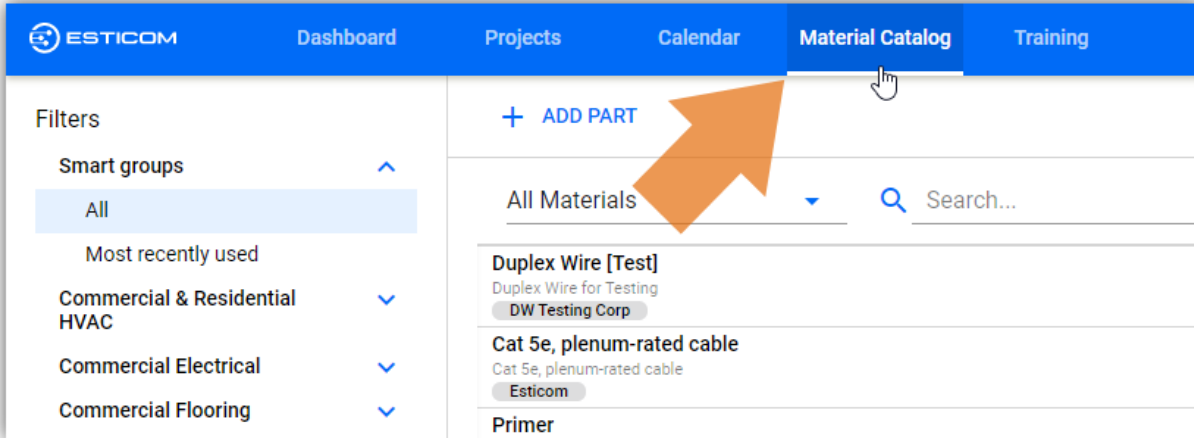 ESTICOM Dashboard Projects Calendar Material Catalog Training
Filters
Smart groups
All
Most recently used
Commercial & Residential
HVAC
Commercial Electrical
Commercial Flooring
+ ADD PART
All Materials Search...
Duplex Wire [Test]
Duplex Wire for Testing
DW Testing Corp
Cat 5e, plenum-rated cable
Cat 5e, plenum-rated cable
Esticom
Primer